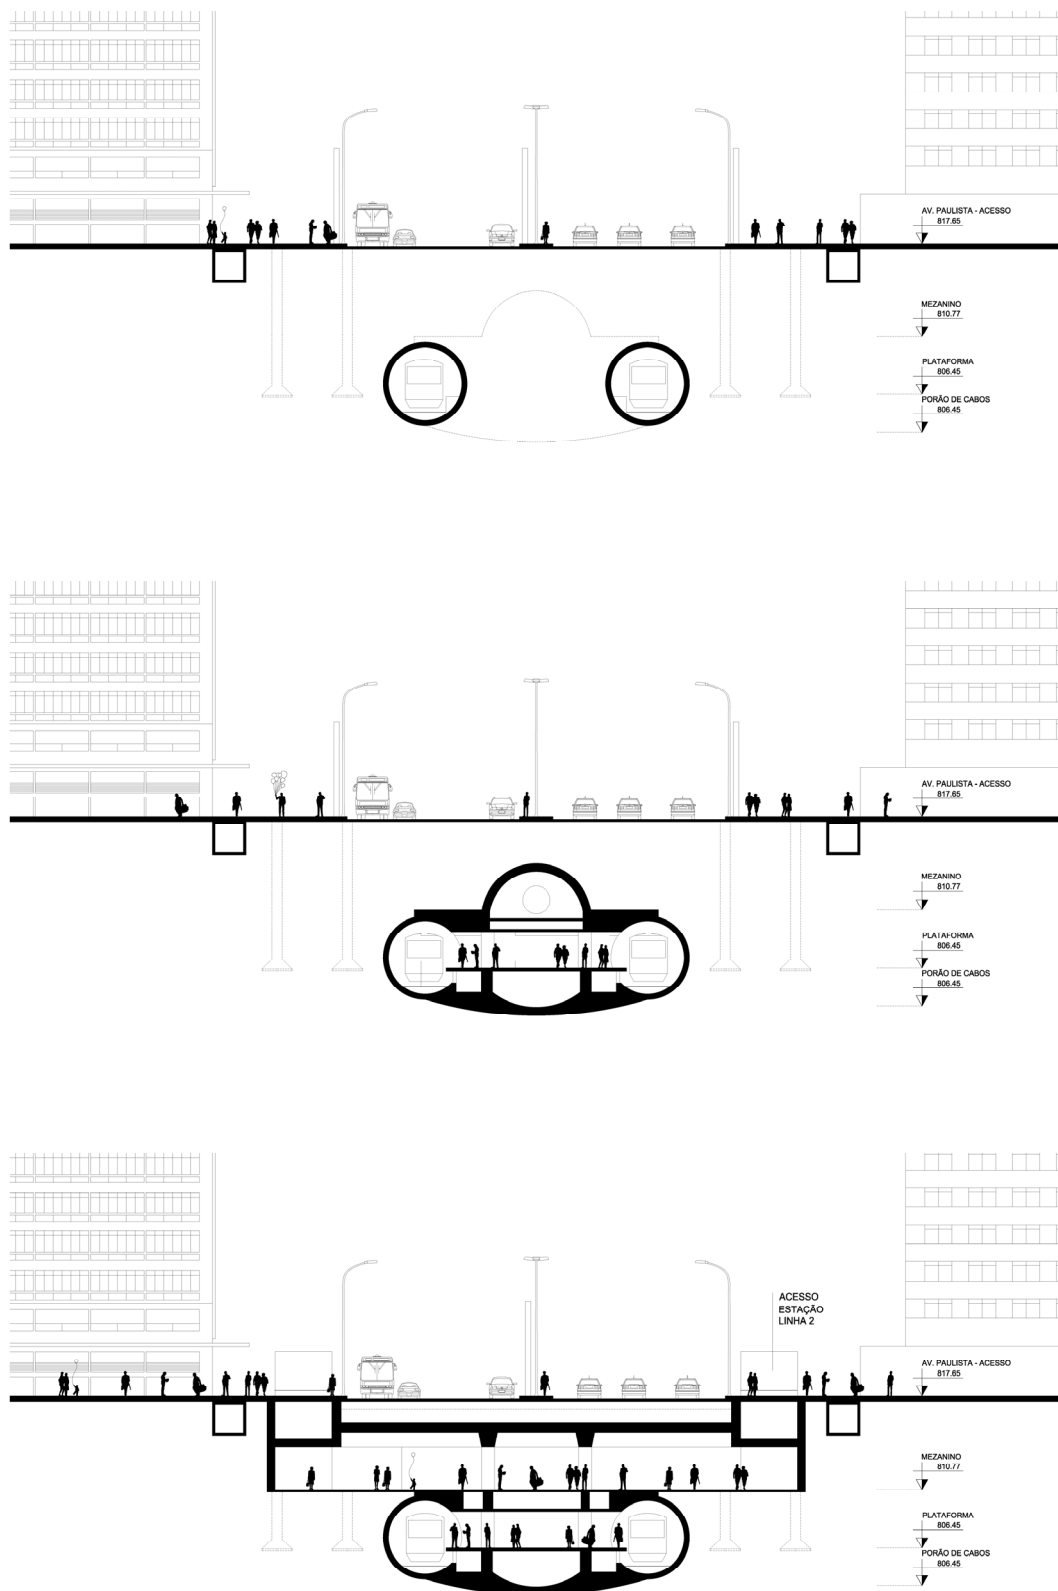 AV. PAULISTA - ACESSO
817.65
MEZANINO
810.77
PLATAFORMA
806.45
PORÃO DE CABOS
806.45
AV. PAULISTA - ACESSO
817.65
MEZANINO
810.77
PLATAFORMA
806.45
PORÃO DE CABOS
806.45
ACESSO
ESTAÇÃO
LINHA 2
AV. PAULISTA - ACESSO
817.65
MEZANINO
810.77
PLATAFORMA
806.45
PORÃO DE CABOS
806.45